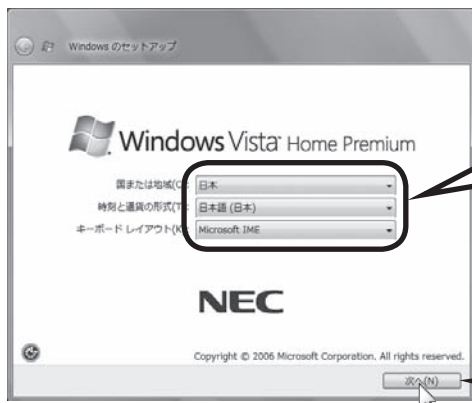 Windows のセットアップ
Windows Vista™ Home Premium
国または地域(C): 日本
時刻と通貨の形式(T): 日本語 (日本)
キーボード レイアウト(K): Microsoft IME
NEC
Copyright © 2006 Microsoft Corporation. All rights reserved.
次へ(N)